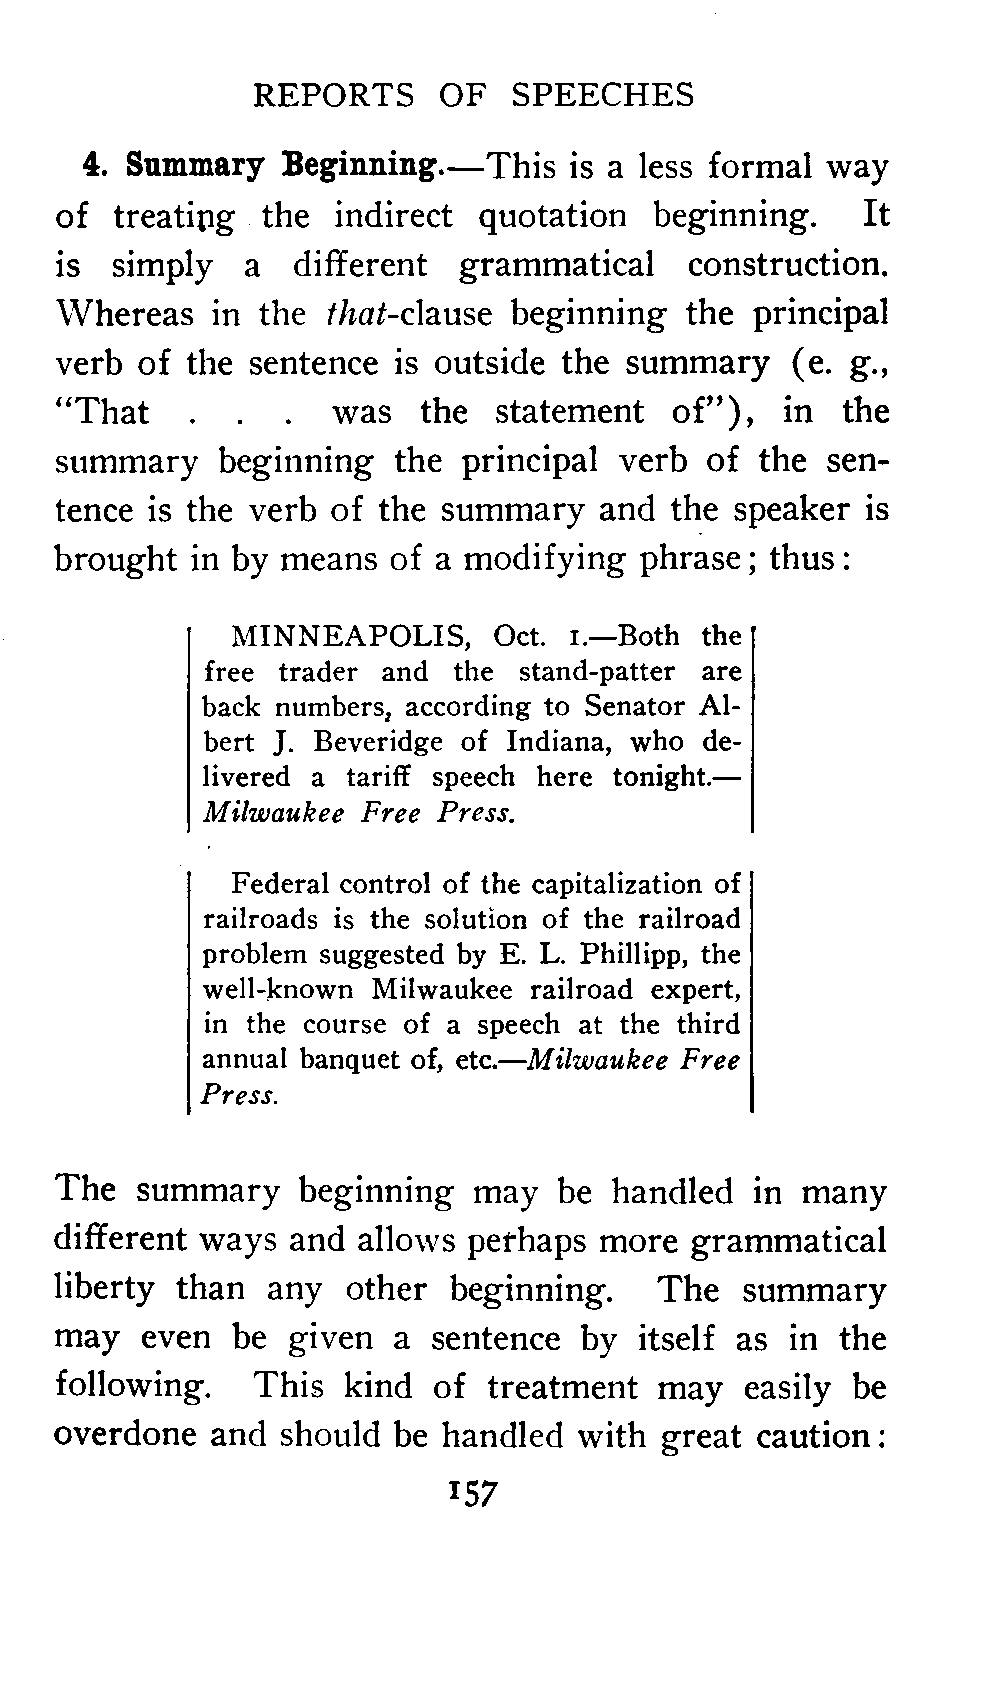 REPORTS OF SPEECHES
4. Summary Beginning.—This is a less formal way
of treating the indirect quotation beginning. It
is simply a different grammatical construction.
Whereas in the that-clause beginning the principal
verb of the sentence is outside the summary (e. g.,
“That . . . was the statement of”), in the
summary beginning the principal verb of the sen-
tence is the verb of the summary and the speaker is
brought in by means of a modifying phrase; thus:
MINNEAPOLIS, Oct. 1.—Both the
free trader and the stand-patter are
back numbers, according to Senator Al-
bert J. Beveridge of Indiana, who de-
livered a tariff speech here tonight.—
Milwaukee Free Press.
Federal control of the capitalization of
railroads is the solution of the railroad
problem suggested by E. L. Phillipp, the
well-known Milwaukee railroad expert,
in the course of a speech at the third
annual banquet of, etc.—Milwaukee Free
Press.
The summary beginning may be handled in many
different ways and allows perhaps more grammatical
liberty than any other beginning. The summary
may even be given a sentence by itself as in the
following. This kind of treatment may easily be
overdone and should be handled with great caution:
157